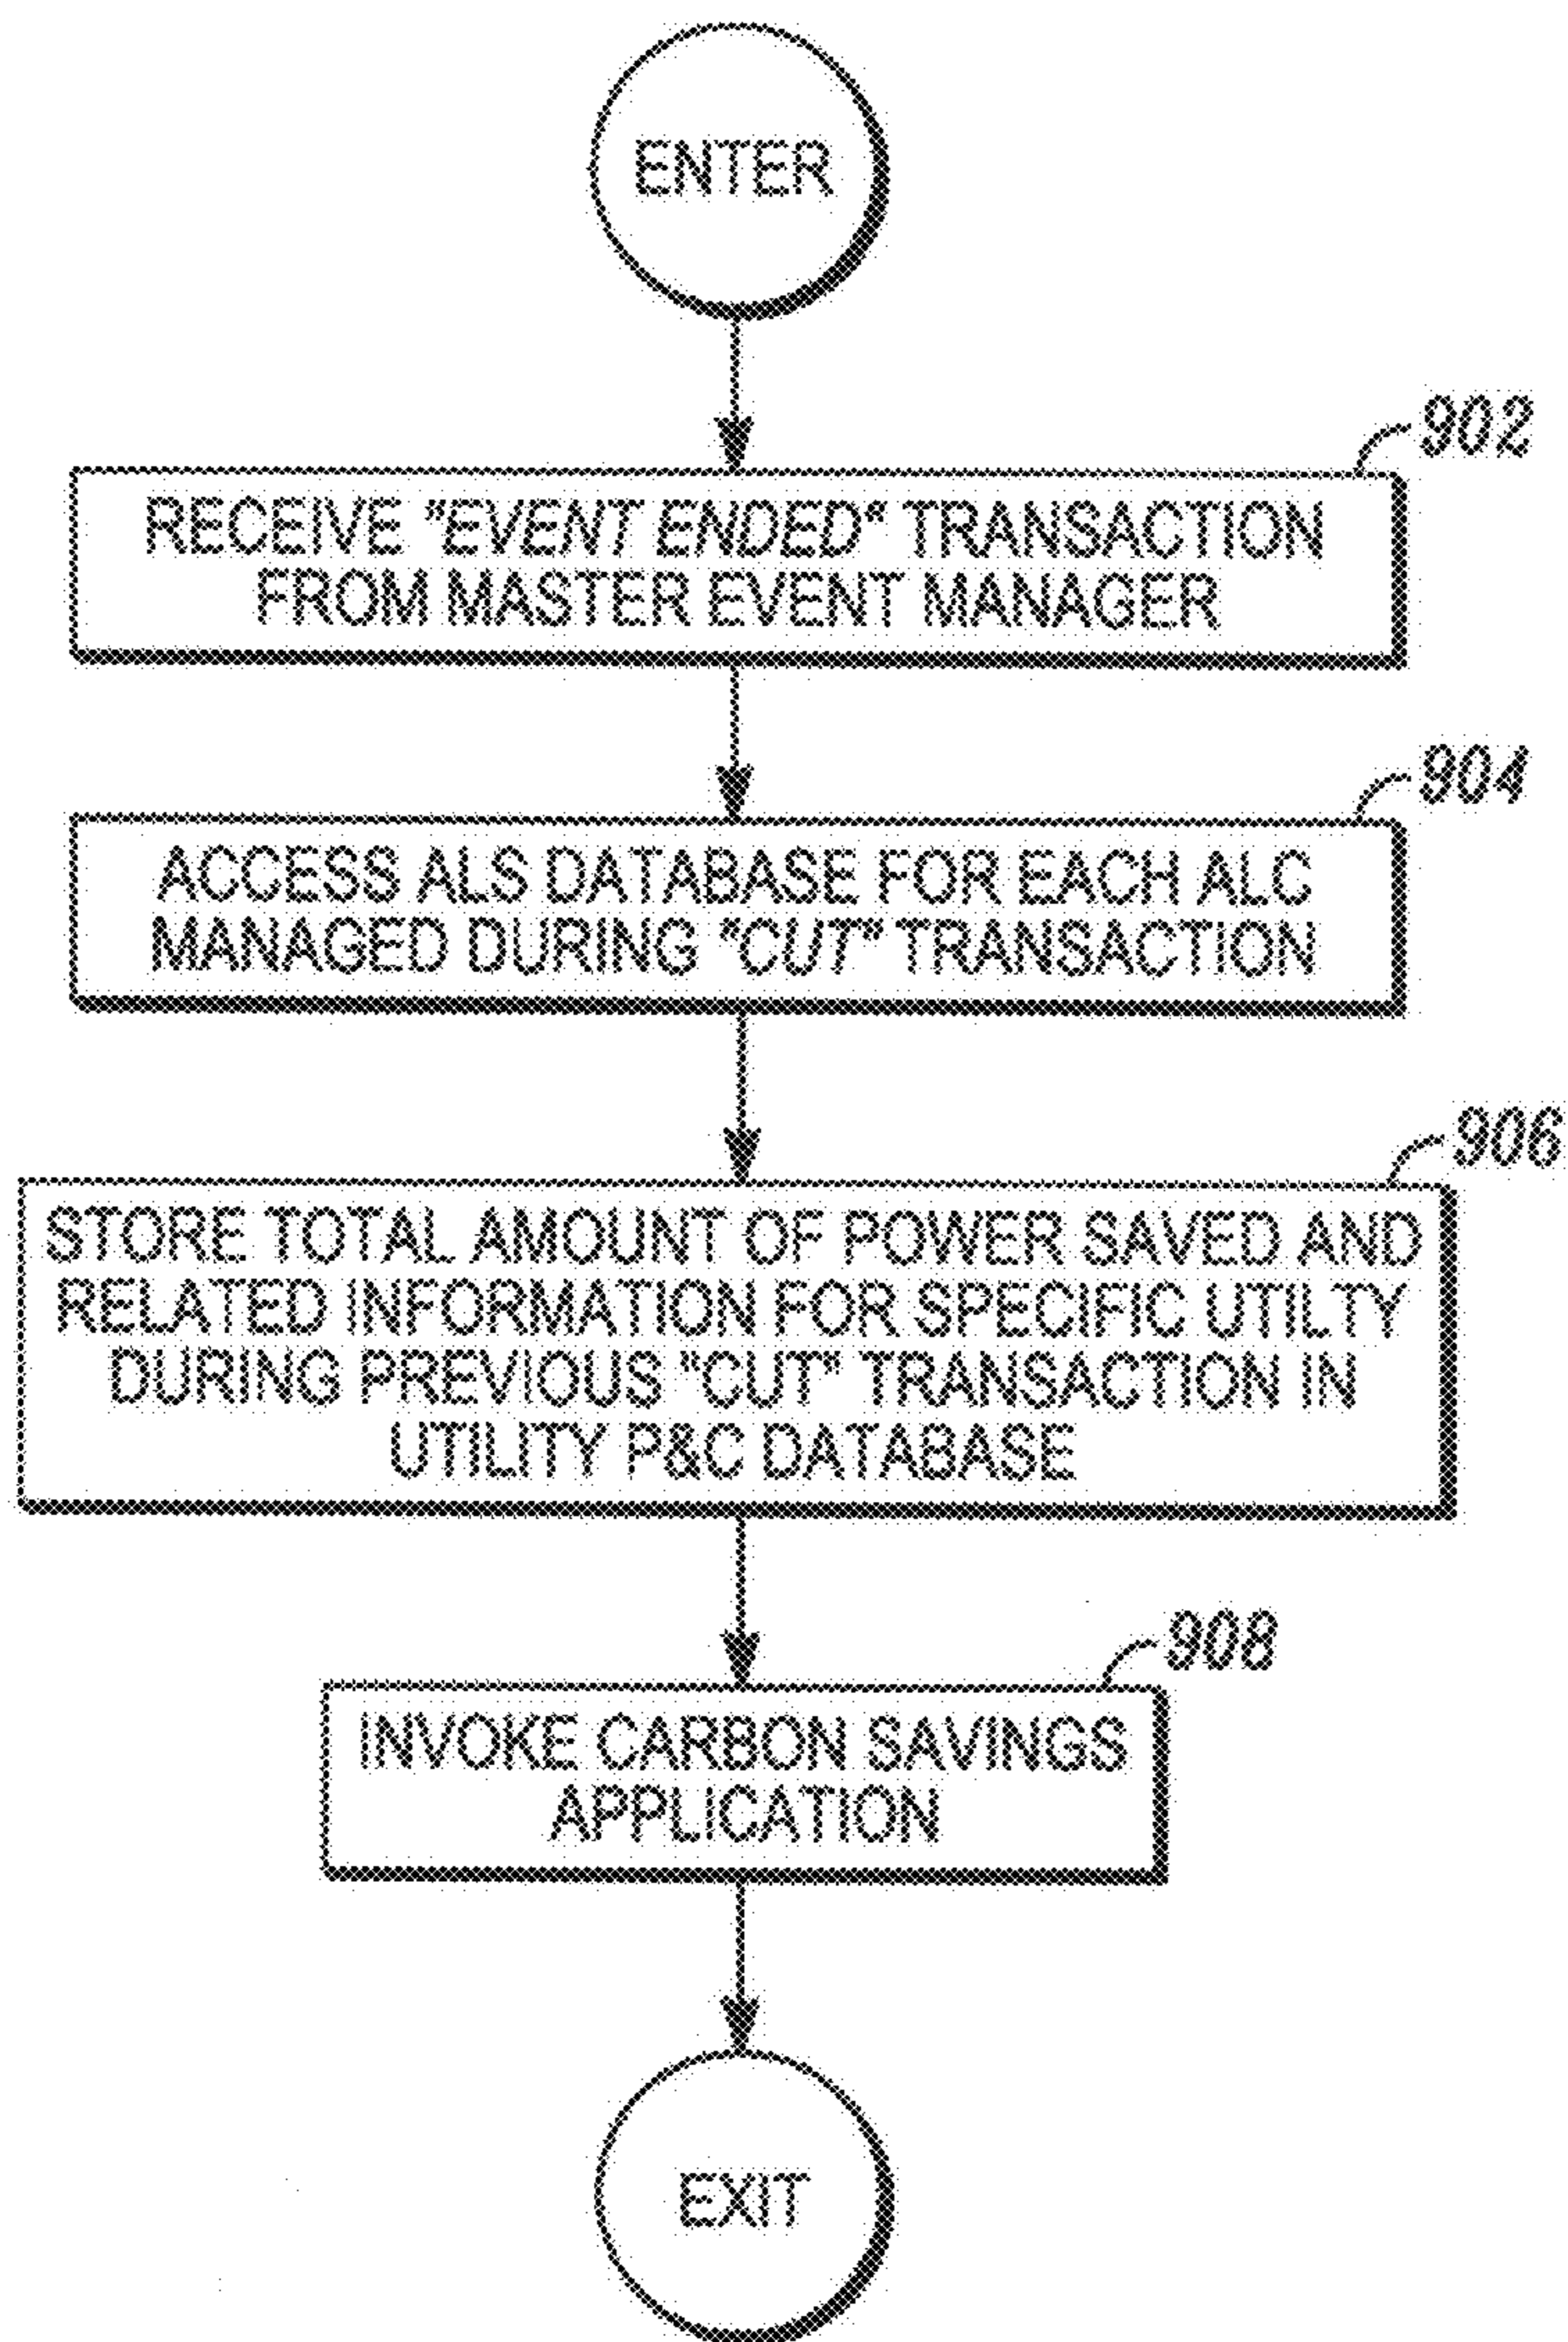 ENTER
902
RECEIVE "EVENT ENDED" TRANSACTION
FROM MASTER EVENT MANAGER
904
ACCESS ALS DATABASE FOR EACH ALC
MANAGED DURING "CUT" TRANSACTION
906
STORE TOTAL AMOUNT OF POWER SAVED AND
RELATED INFORMATION FOR SPECIFIC UTILTY
DURING PREVIOUS "CUT" TRANSACTION IN
UTILITY P&C DATABASE
908
INVOKE CARBON SAVINGS
APPLICATION
EXIT